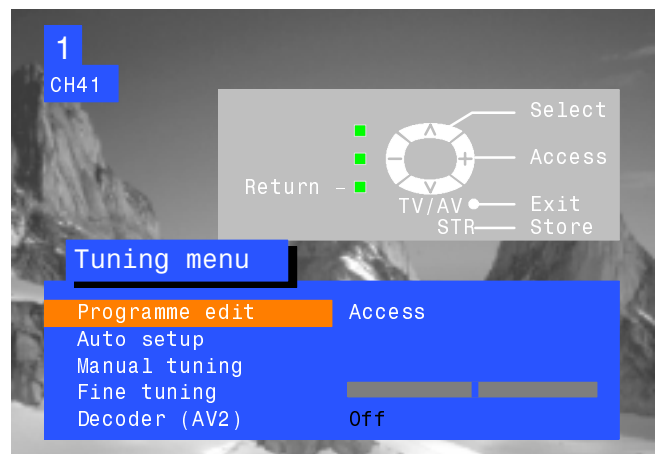 1
CH41
Select
Access
Return
TV/AV Exit
STR Store
Tuning menu
Programme edit Access
Auto setup
Manual tuning
Fine tuning
Decoder (AV2) Off